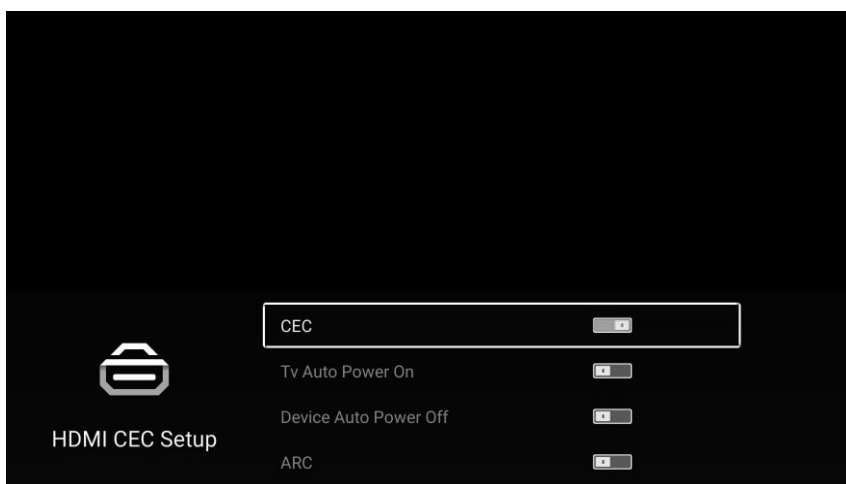 CEC
Tv Auto Power On
Device Auto Power Off
HDMI CEC Setup
ARC